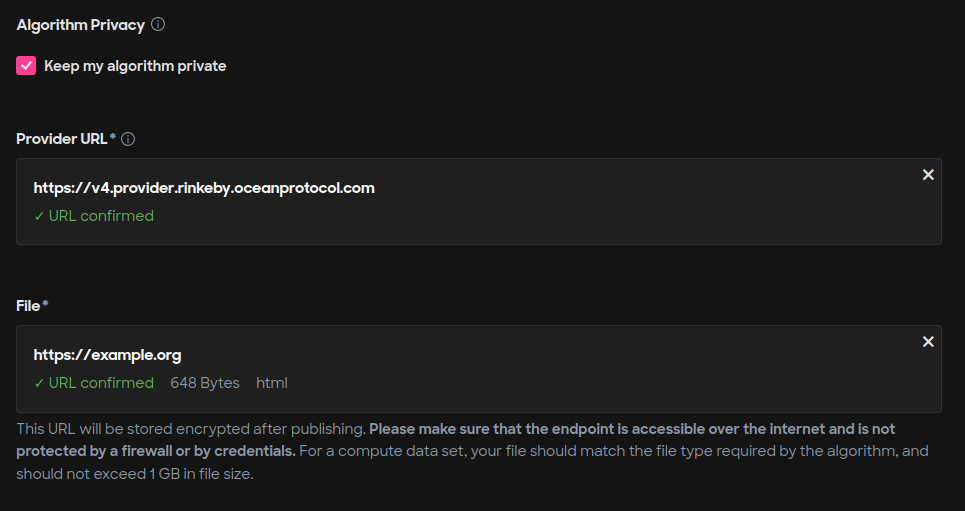 Algorithm Privacy
Keep my algorithm private
Provider URL*
https://v4.provider.rinkeby.oceanprotocol.com
✓ URL confirmed
File*
https://example.org
✓ URL confirmed 648 Bytes html
This URL will be stored encrypted after publishing. Please make sure that the endpoint is accessible over the internet and is not
protected by a firewall or by credentials. For a compute data set, your file should match the file type required by the algorithm, and
should not exceed 1 GB in file size.